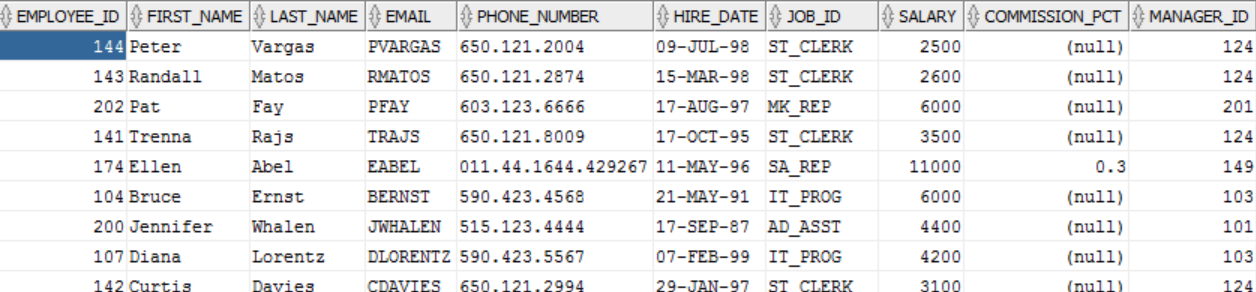 EMPLOYEE_ID FIRST_NAME LAST_NAME EMAIL PHONE_NUMBER HIRE_DATE JOB_ID SALARY COMMISSION_PCT MANAGER_ID
144 Peter Vargas PVARGAS 650.121.2004 09-JUL-98 ST_CLERK 2500 (null) 124
143 Randall Matos RMATOS 650.121.2874 15-MAR-98 ST_CLERK 2600 (null) 124
202 Pat Fay PFAY 603.123.6666 17-AUG-97 MK_REP 6000 (null) 201
141 Trenna Rajs TRAJS 650.121.8009 17-OCT-95 ST_CLERK 3500 (null) 124
174 Ellen Abel EABEL 011.44.1644.429267 11-MAY-96 SA_REP 11000 0.3 149
104 Bruce Ernst BERNST 590.423.4568 21-MAY-91 IT_PROG 6000 (null) 103
200 Jennifer Whalen JWHALEN 515.123.4444 17-SEP-87 AD_ASST 4400 (null) 101
107 Diana Lorentz DLORENTZ 590.423.5567 07-FEB-99 IT_PROG 4200 (null) 103
142 Curtis Davies CDAVIES 650.121.2994 29-JAN-97 ST_CLERK 3100 (null) 124